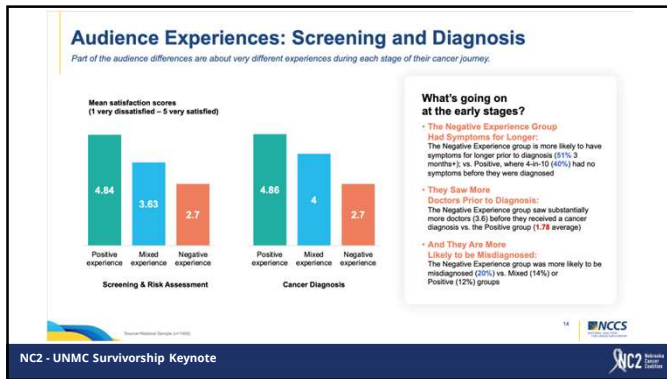 Audience Experiences: Screening and Diagnosis
Part of the audience differences are about very different experiences during each stage of their cancer journey.
Mean satisfaction scores
(1 very dissatisfied – 5 very satisfied)
4.84
3.63
2.7
Positive experience
Mixed experience
Negative experience
Screening & Risk Assessment
4.86
4
2.7
Positive experience
Mixed experience
Negative experience
Cancer Diagnosis
What's going on
at the early stages?
• The Negative Experience Group
Had Symptoms for Longer:
The Negative Experience group is more likely to have
symptoms for longer prior to diagnosis (51% 3
months+); vs. Positive, where 4-in-10 (40%) had no
symptoms before they were diagnosed
• They Saw More
Doctors Prior to Diagnosis:
The Negative Experience group saw substantially
more doctors (3.6) before they received a cancer
diagnosis vs. the Positive group (1.78 average)
• And They Are More
Likely to be Misdiagnosed:
The Negative Experience group was more likely to be
misdiagnosed (20%) vs. Mixed (14%) or
Positive (12%) groups
14
NCCS
NC2 - UNMC Survivorship Keynote
NC2 Nebraska
Cancer
Coalition